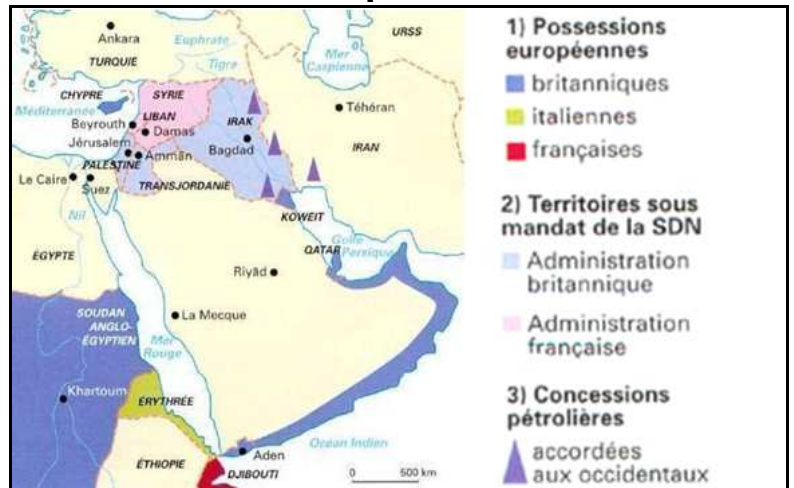 Ankara
TURQUIE
Euphrate
Tigre
Mer
Caspienne
URSS
CHYPRE
Méditerranée
SYRIE
LIBAN
Beyrouth
Damas
Jérusalem
Ammān
PALESTINE
IRAK
Bagdad
Téhéran
IRAN
Le Caire
Suez
TRANSJORDANIE
KOWEIT
Nil
ÉGYPTE
QATAR
Golfe
Persique
Riyād
SOUDAN
ANGLO-
ÉGYPTIEN
La Mecque
Mer
Rouge
Khartoum
ÉRYTHRÉE
ÉTHIOPIE
Aden
DJIBOUTI
Océan Indien
0 500 km
1) Possessions
européennes
britanniques
italiennes
françaises
2) Territoires sous
mandat de la SDN
Administration
britannique
Administration
française
3) Concessions
pétrolières
accordées
aux occidentaux